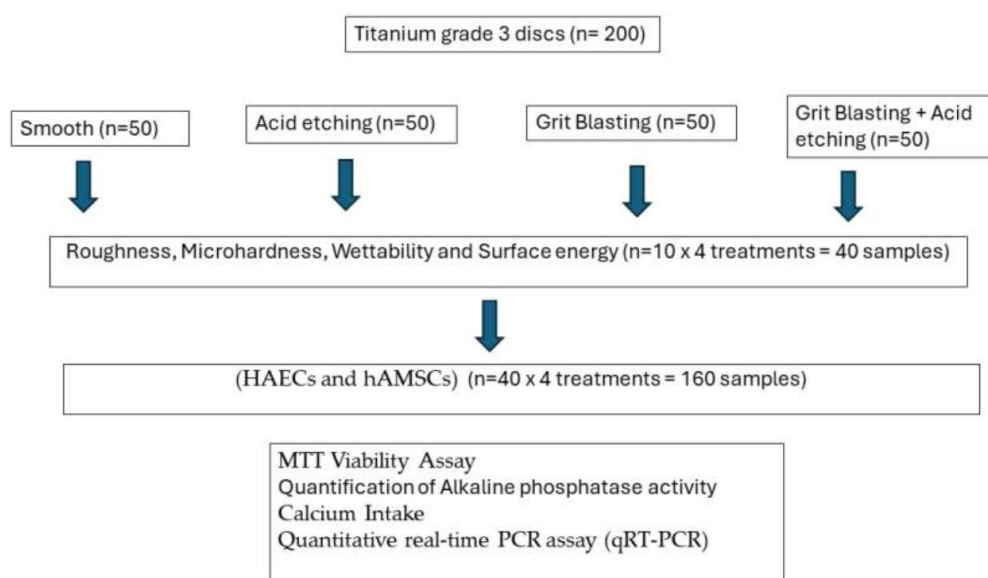 Titanium grade 3 discs (n= 200)
Smooth (n=50)
Acid etching (n=50)
Grit Blasting (n=50)
Grit Blasting + Acid
etching (n=50)
Roughness, Microhardness, Wettability and Surface energy (n=10 x 4 treatments = 40 samples)
(HAECs and hAMSCs) (n=40 x 4 treatments = 160 samples)
MTT Viability Assay
Quantification of Alkaline phosphatase activity
Calcium Intake
Quantitative real-time PCR assay (qRT-PCR)